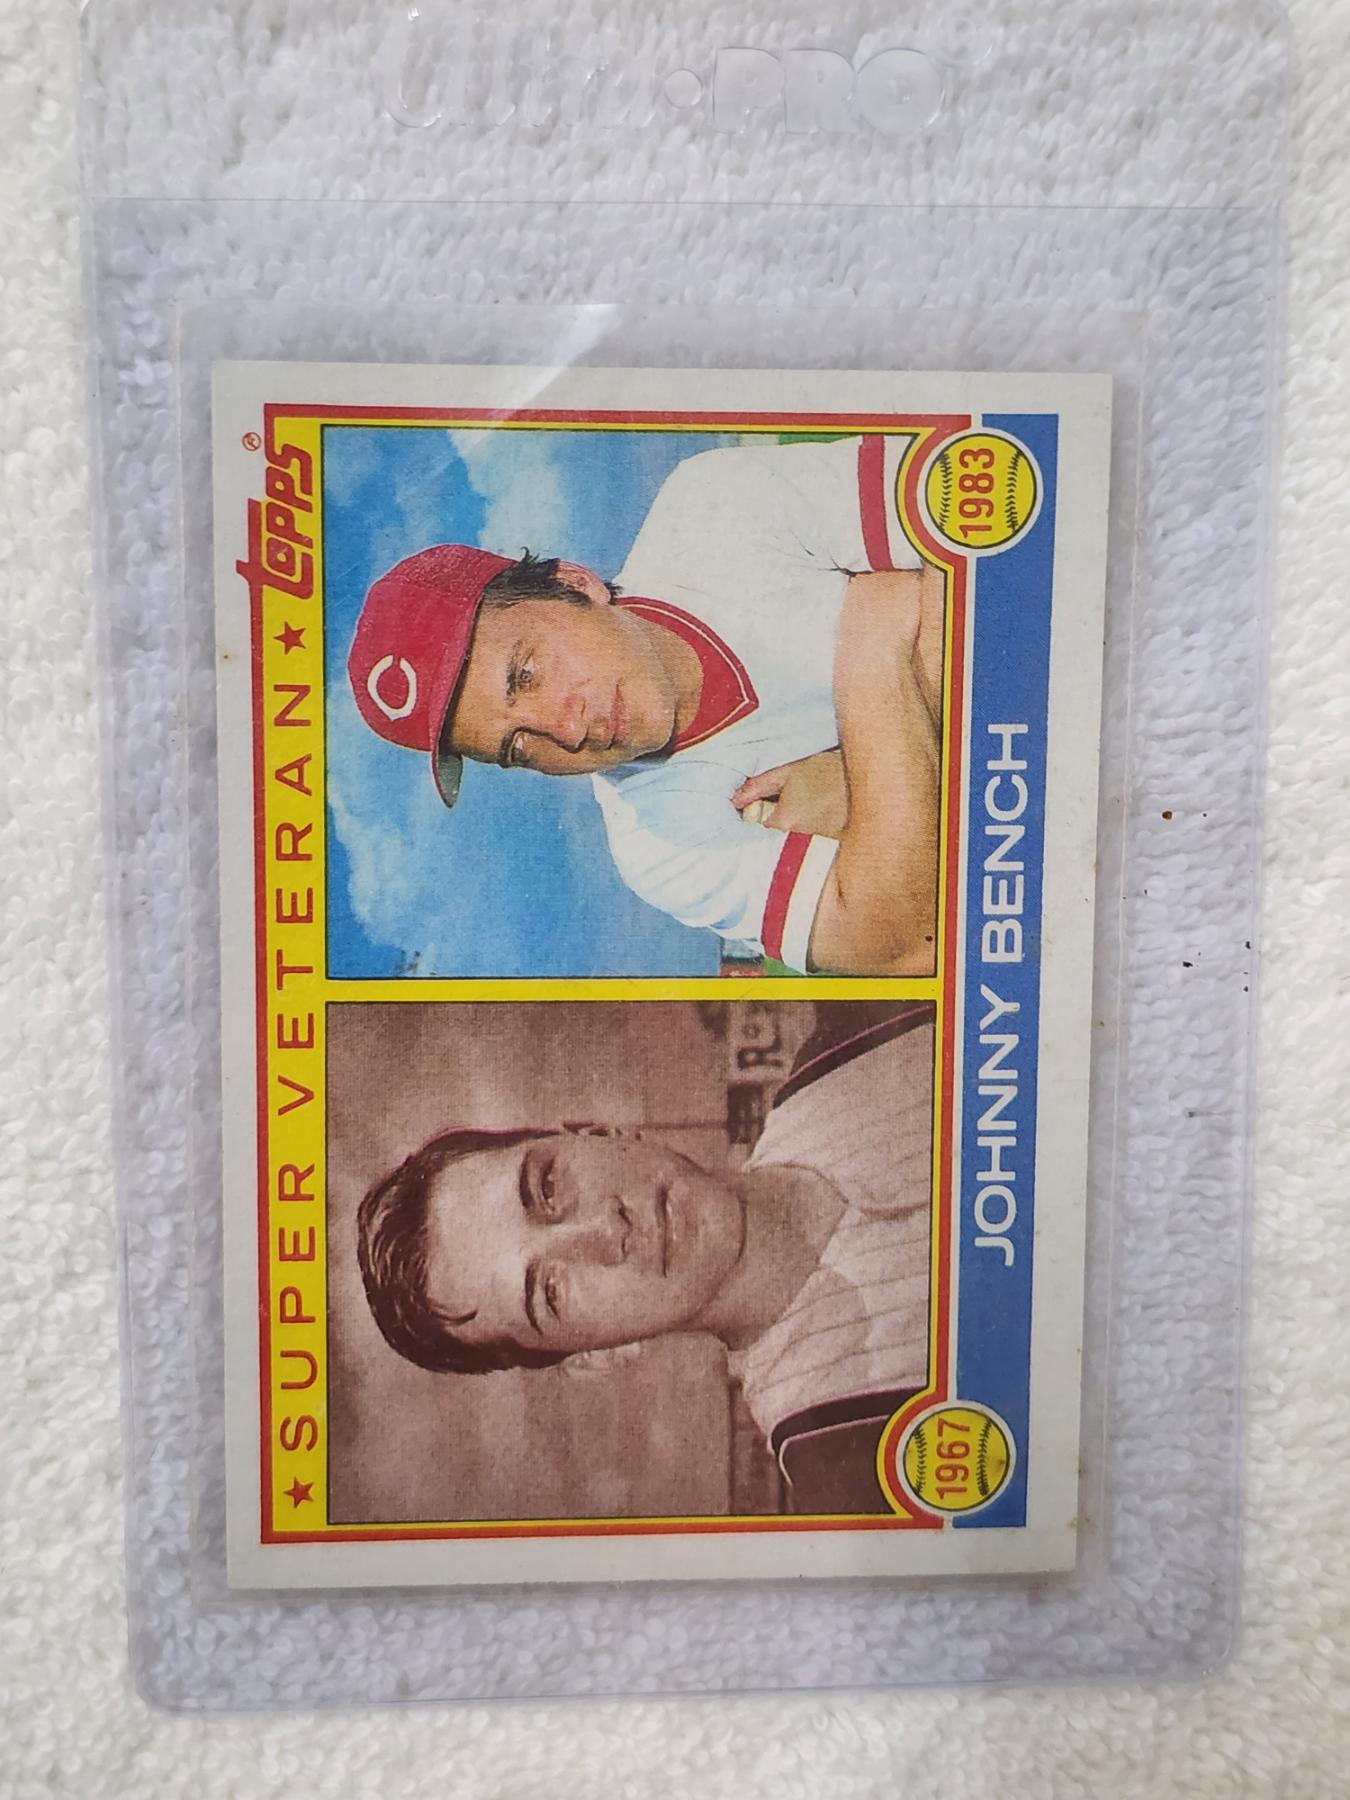 Ultra·PRO®
★ SUPER VETERAN ★ Topps®
1967
JOHNNY BENCH
1983
C